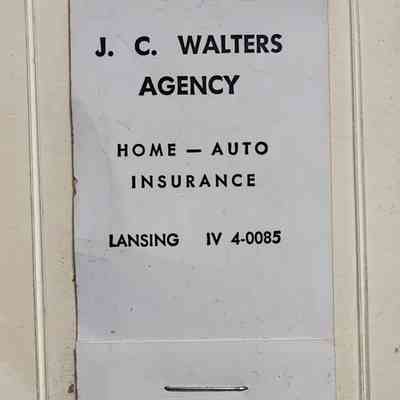 J. C. WALTERS
AGENCY
HOME — AUTO
INSURANCE
LANSING IV 4-0085